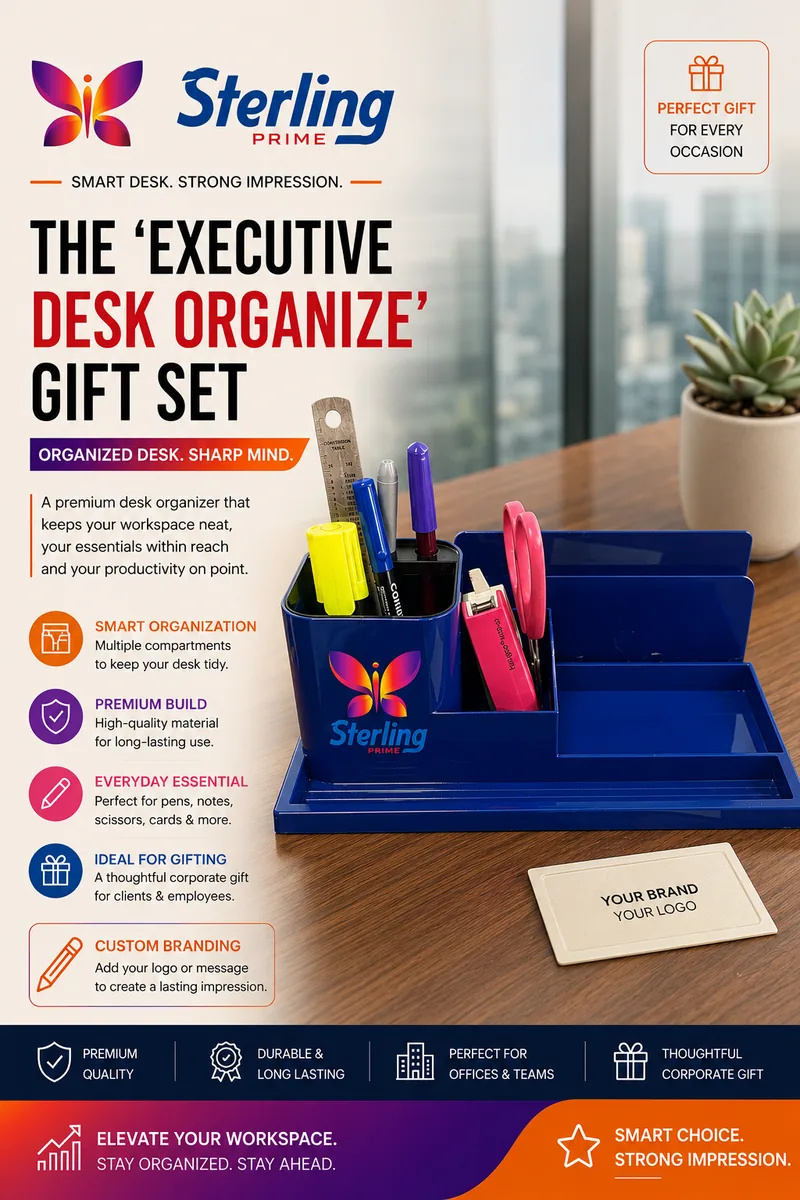 Sterling
PRIME
SMART DESK. STRONG IMPRESSION.
PERFECT GIFT
FOR EVERY
OCCASION
THE ‘EXECUTIVE
DESK ORGANIZE’
GIFT SET
ORGANIZED DESK. SHARP MIND.
A premium desk organizer that
keeps your workspace neat,
your essentials within reach
and your productivity on point.
SMART ORGANIZATION
Multiple compartments
to keep your desk tidy.
PREMIUM BUILD
High-quality material
for long-lasting use.
EVERYDAY ESSENTIAL
Perfect for pens, notes,
scissors, cards & more.
IDEAL FOR GIFTING
A thoughtful corporate gift
for clients & employees.
CUSTOM BRANDING
Add your logo or message
to create a lasting impression.
Sterling
PRIME
YOUR BRAND
YOUR LOGO
PREMIUM
QUALITY
DURABLE &
LONG LASTING
PERFECT FOR
OFFICES & TEAMS
THOUGHTFUL
CORPORATE GIFT
ELEVATE YOUR WORKSPACE.
STAY ORGANIZED. STAY AHEAD.
SMART CHOICE.
STRONG IMPRESSION.